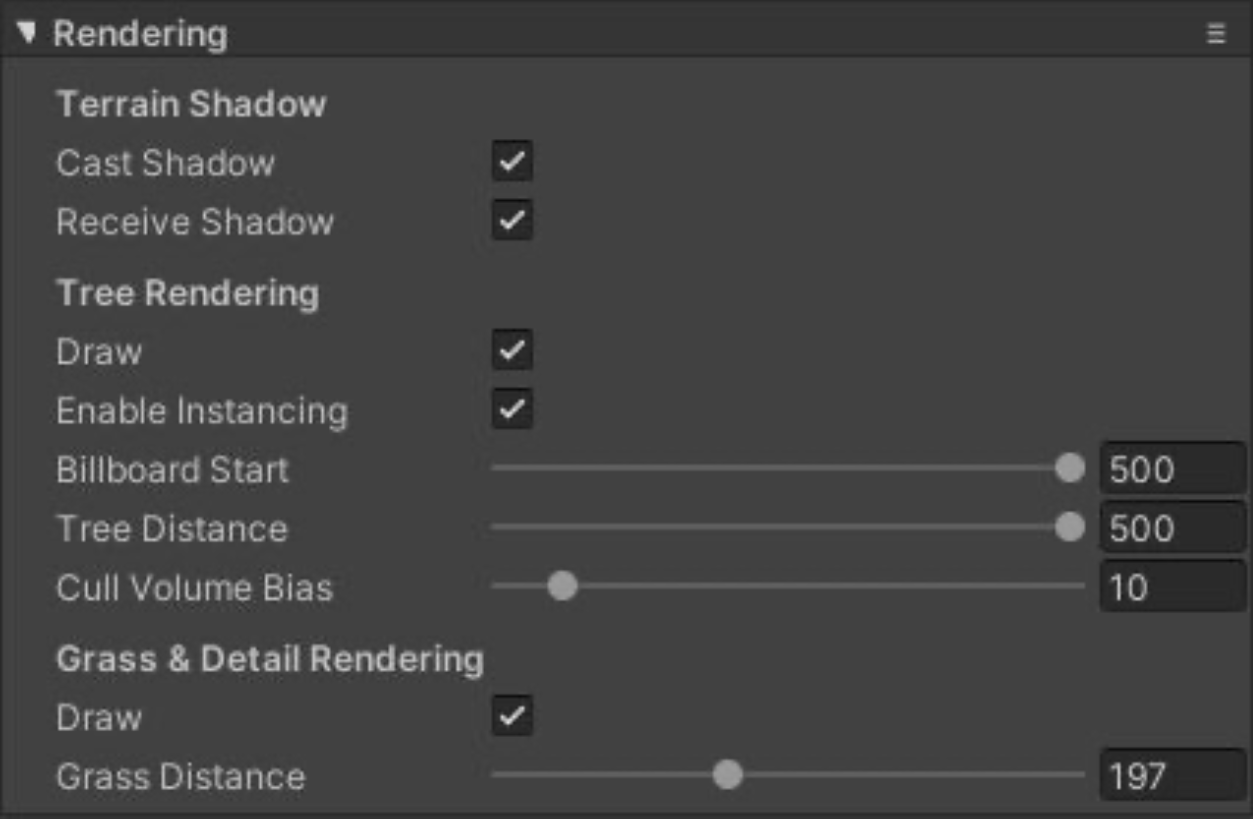 Rendering
Terrain Shadow
Cast Shadow
Receive Shadow
Tree Rendering
Draw
Enable Instancing
Billboard Start 500
Tree Distance 500
Cull Volume Bias 10
Grass & Detail Rendering
Draw
Grass Distance 197